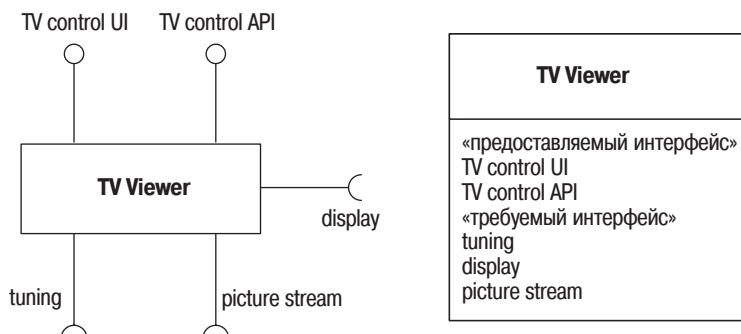 TV control UI
TV control API
TV Viewer
display
tuning
picture stream
TV Viewer
«предоставляемый интерфейс»
TV control UI
TV control API
«требуемый интерфейс»
tuning
display
picture stream